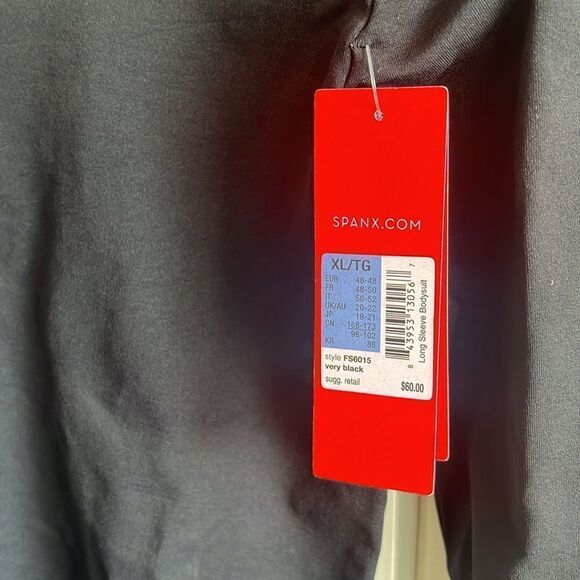 SPANX.COM
XL/TG
EUR 46-48
FR 48-50
IT 50-52
UK/AU 20-22
JP 19-21
CN 168-173
98-102
KR 88
style FS6015
very black
sugg. retail $60.00
8 43953 13056 7
Long Sleeve Bodysuit